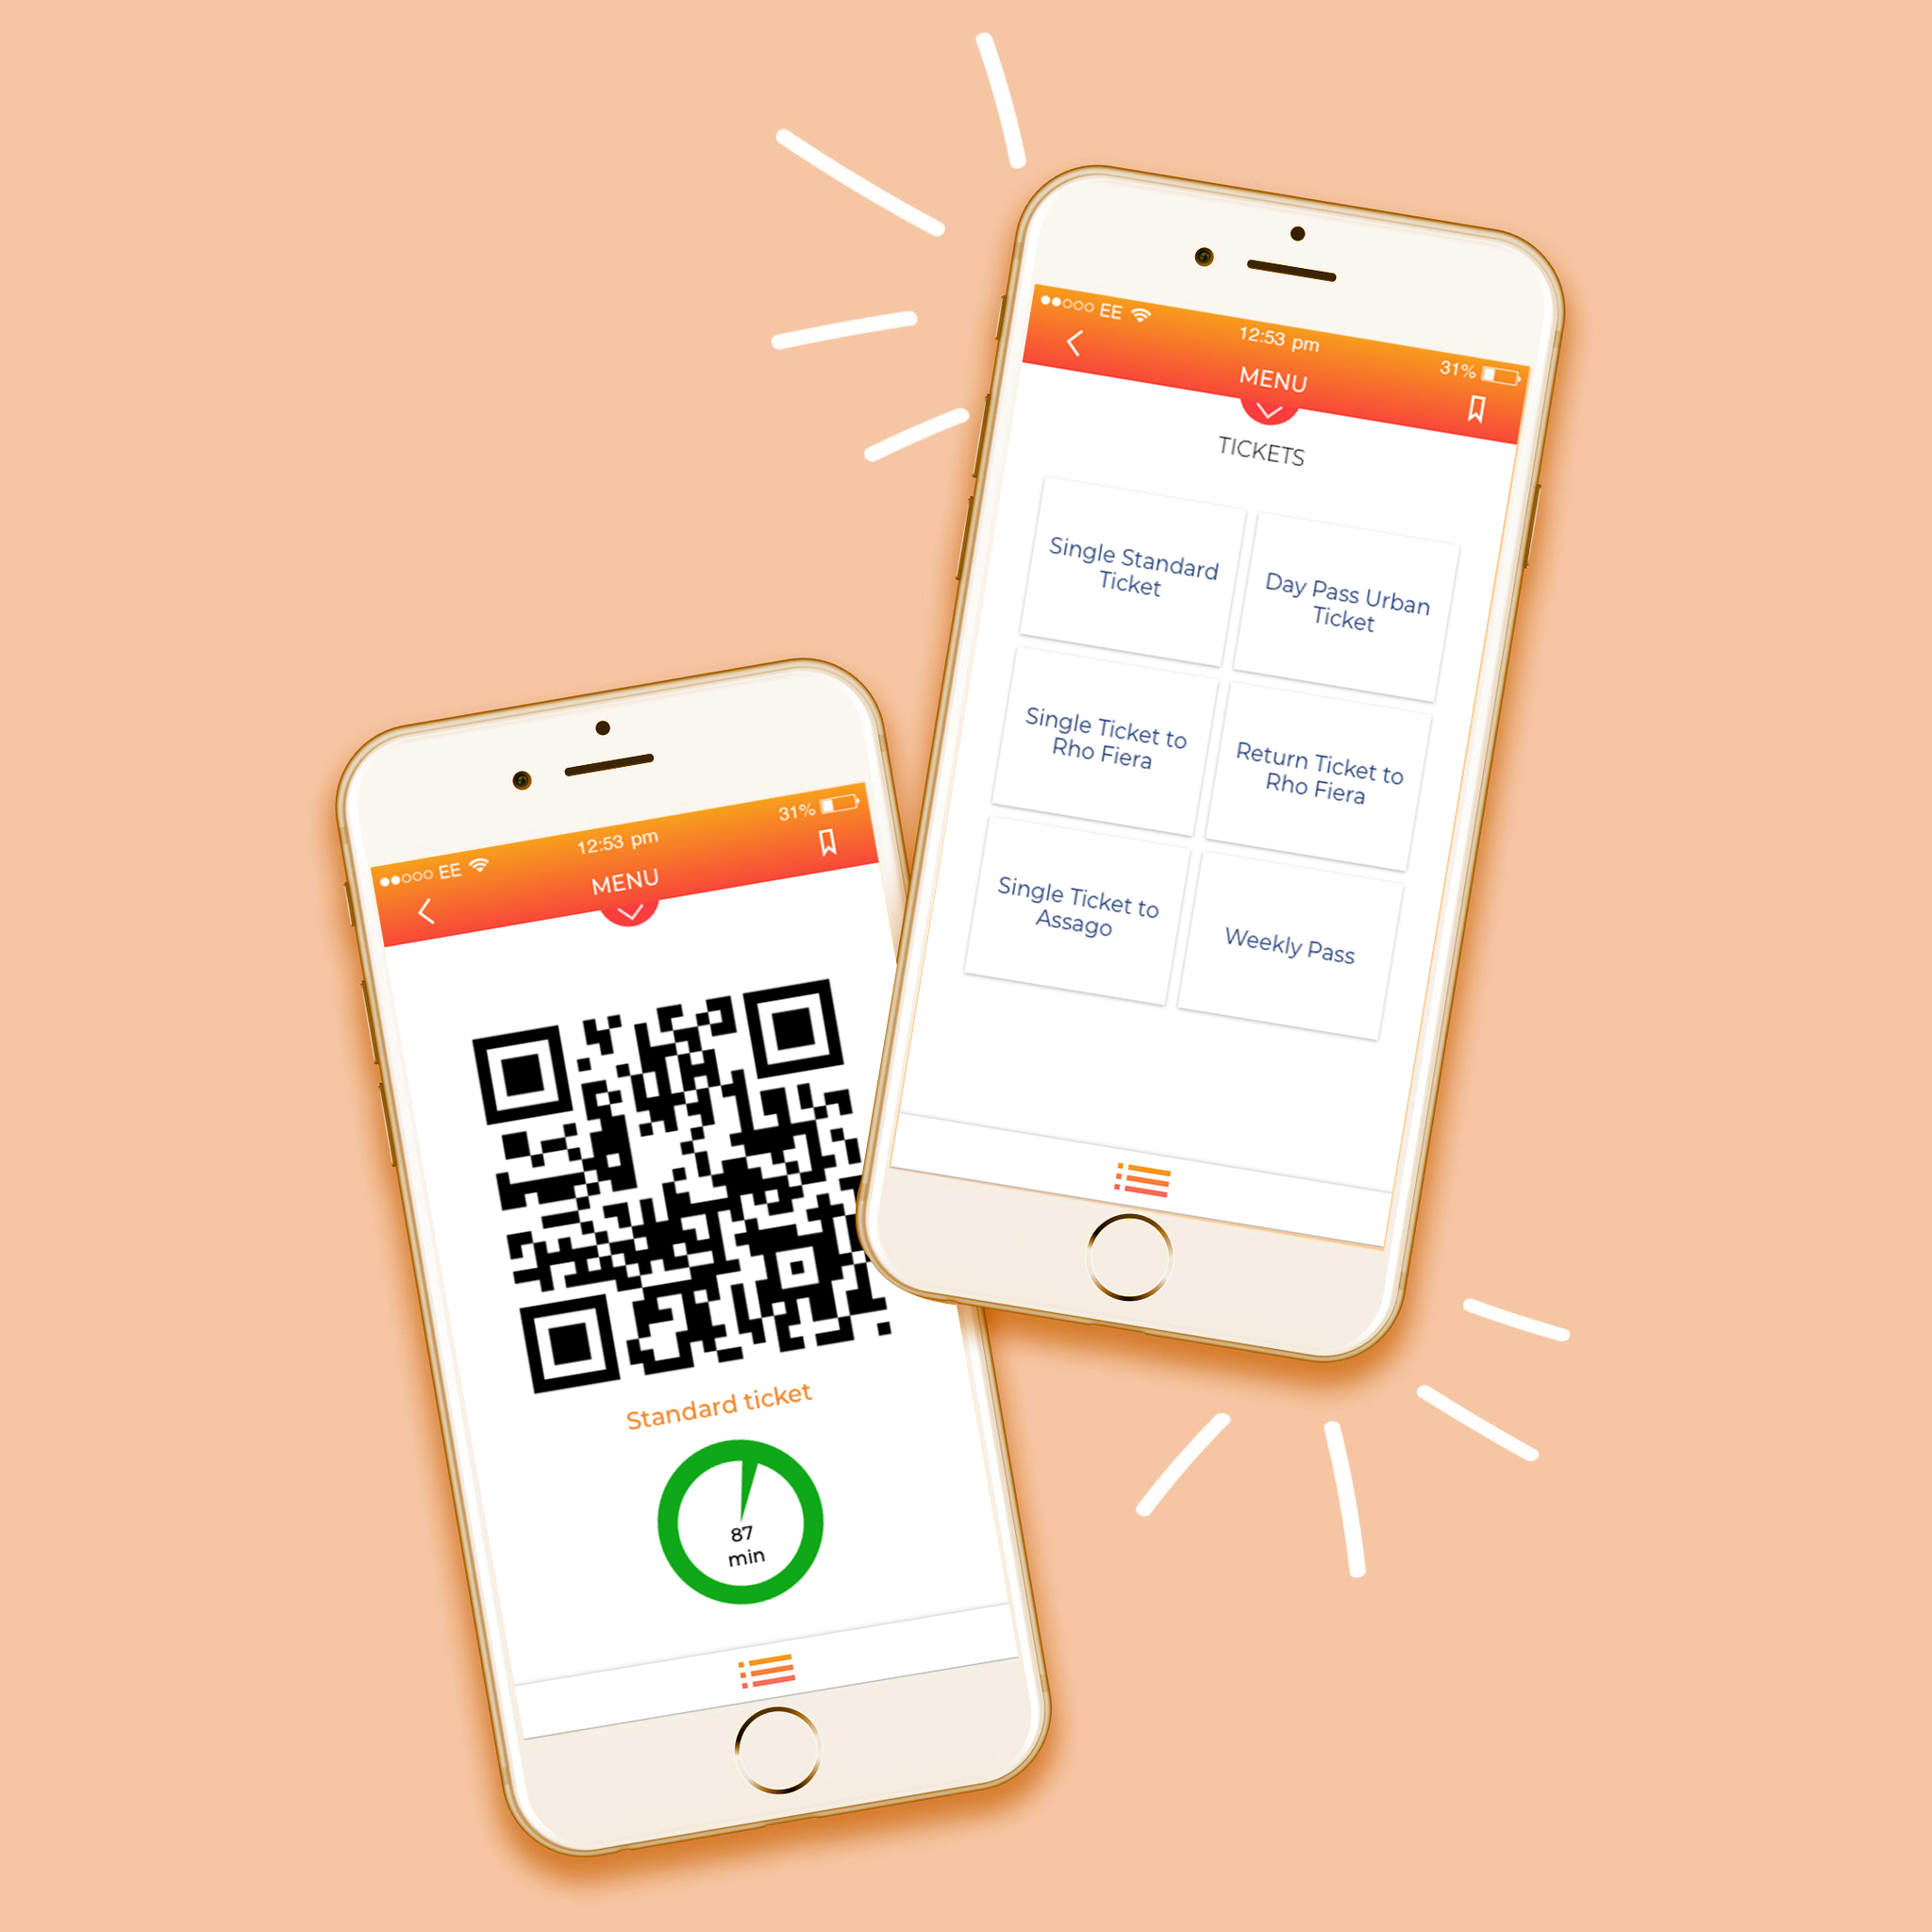 EE
12:53 pm
31%
MENU
TICKETS
Single Standard
Ticket
Day Pass Urban
Ticket
Single Ticket to
Rho Fiera
Return Ticket to
Rho Fiera
Single Ticket to
Assago
Weekly Pass
EE
12:53 pm
31%
MENU
Standard ticket
87
min